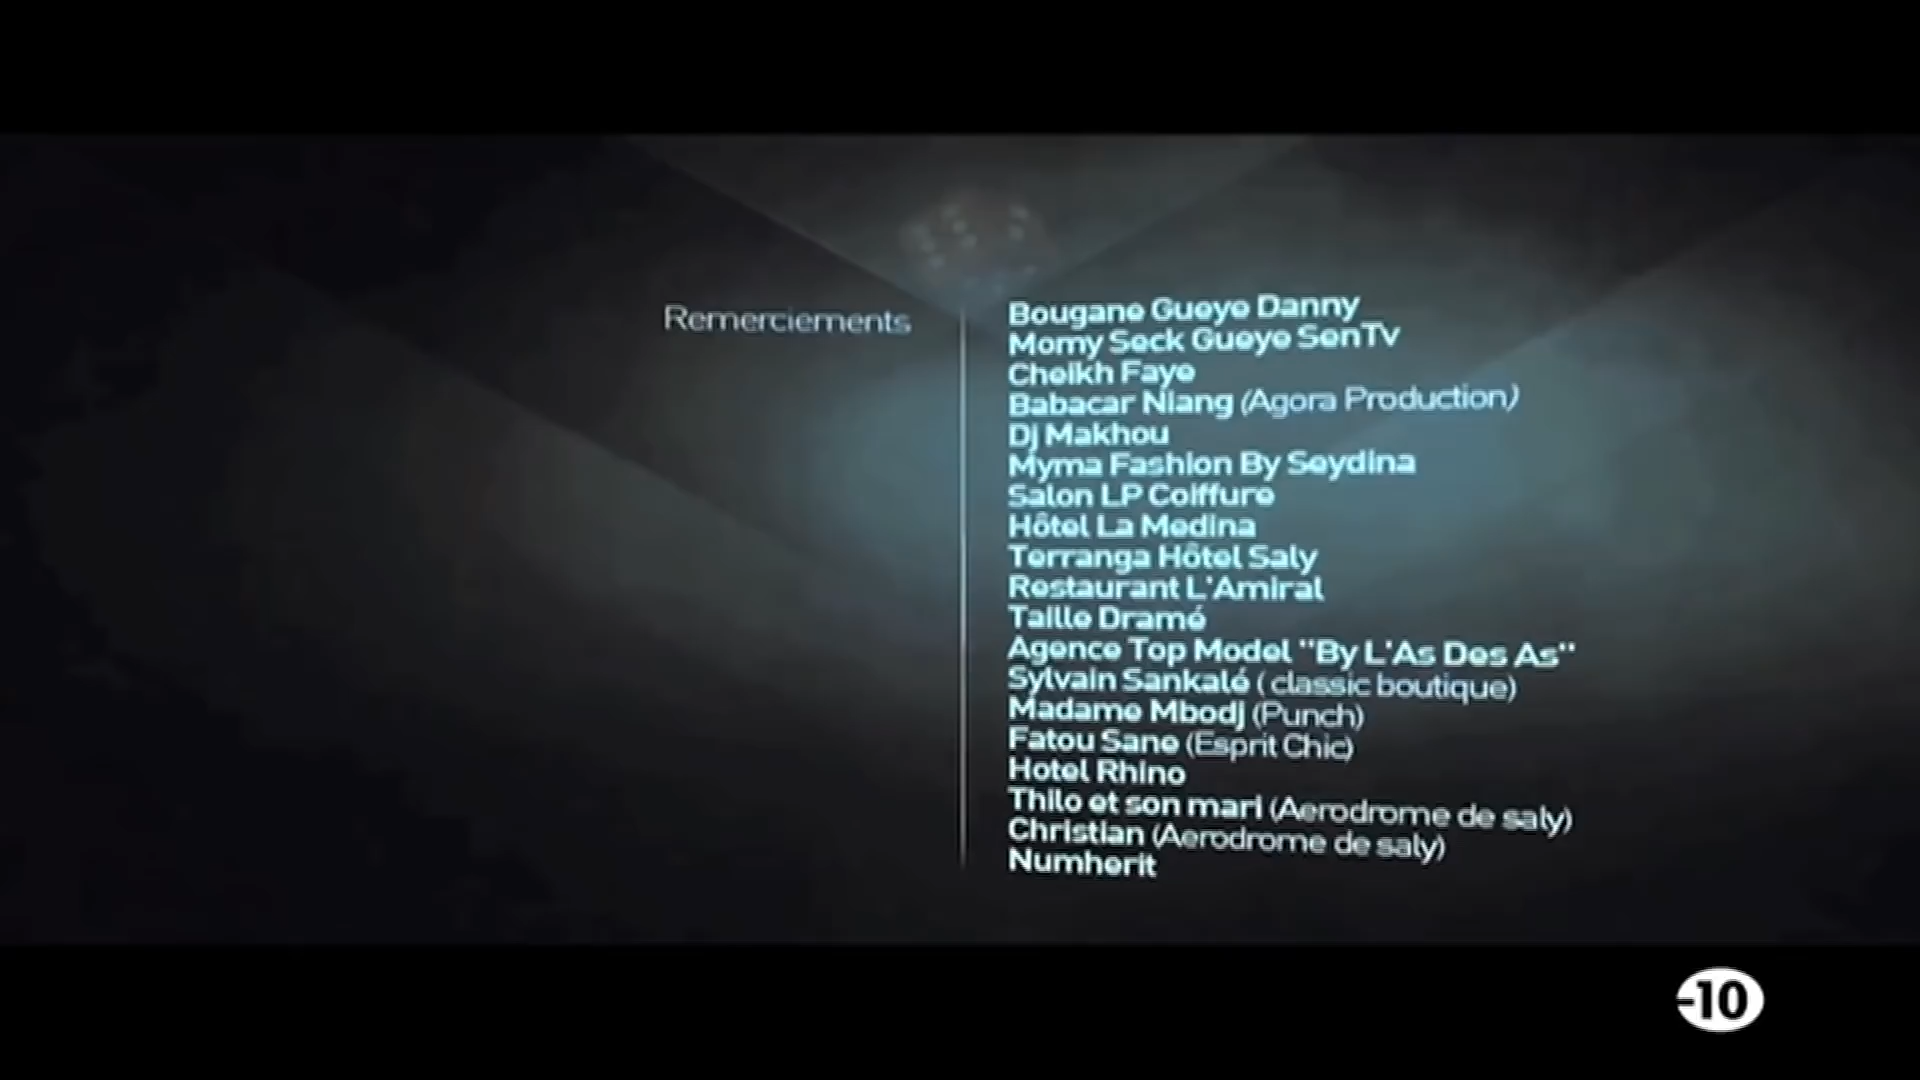 Remerciements
Bougane Gueye Danny
Momy Seck Gueye SenTv
Cheikh Faye
Babacar Niang (Agora Production)
Dj Makhou
Myma Fashion By Seydina
Salon LP Coiffure
Hôtel La Medina
Terranga Hôtel Saly
Restaurant L'Amiral
Taille Dramé
Agence Top Model "By L'As Des As"
Sylvain Sankalé ( classic boutique)
Madame Mbodj (Punch)
Fatou Sane (Esprit Chic)
Hotel Rhino
Thilo et son mari (Aerodrome de saly)
Christian (Aerodrome de saly)
Numherit
-10